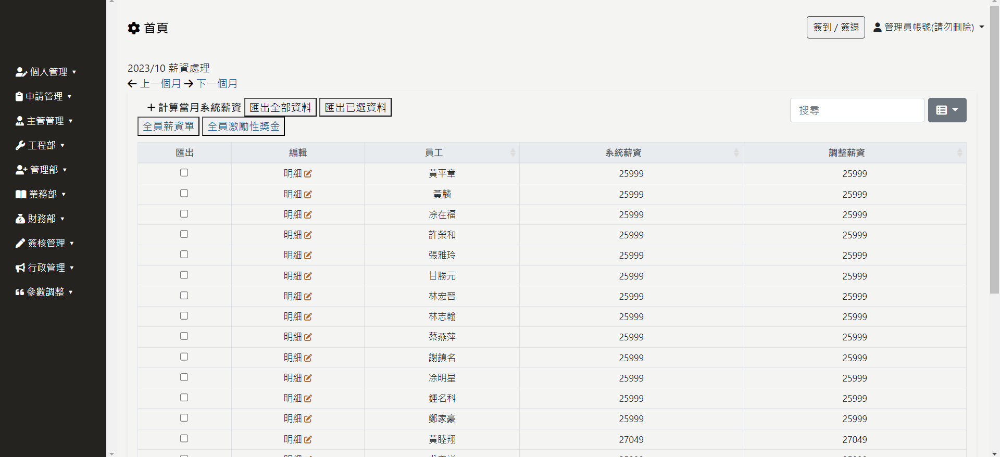 首頁
簽到 / 簽退
管理員帳號(請勿刪除)
個人管理
申請管理
主管管理
工程部
管理部
業務部
財務部
簽核管理
行政管理
參數調整
2023/10 薪資處理
上一個月 下一個月
計算當月系統薪資 匯出全部資料 匯出已選資料
全員薪資單 全員激勵性獎金
搜尋
匯出 編輯 員工 系統薪資 調整薪資
明細 黃平章 25999 25999
明細 黃麟 25999 25999
明細 凃在福 25999 25999
明細 許榮和 25999 25999
明細 張雅玲 25999 25999
明細 甘勝元 25999 25999
明細 林宏晉 25999 25999
明細 林志翰 25999 25999
明細 蔡燕萍 25999 25999
明細 謝鎮名 25999 25999
明細 凃明星 25999 25999
明細 鍾名科 25999 25999
明細 鄭家豪 25999 25999
明細 黃睦翔 27049 27049